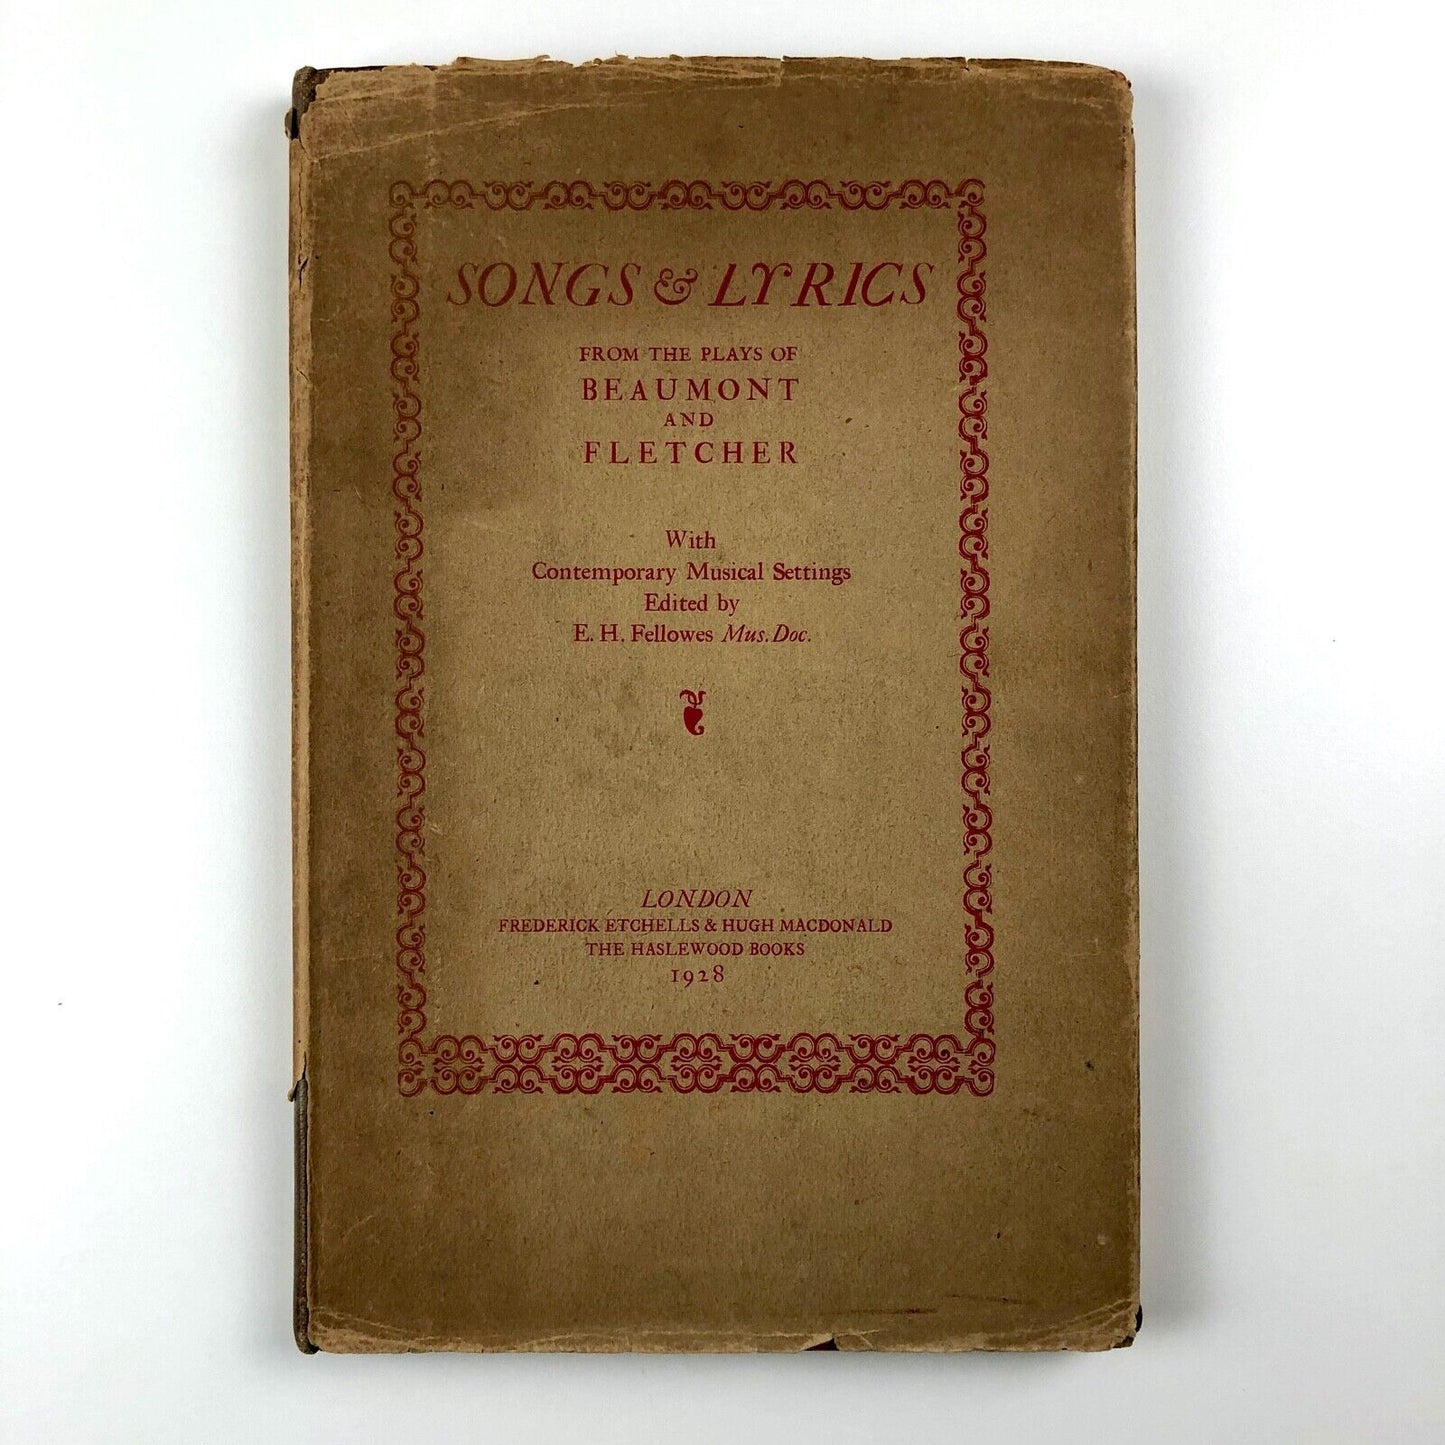 SONGS & LYRICS
FROM THE PLAYS OF
BEAUMONT
AND
FLETCHER
With
Contemporary Musical Settings
Edited by
E. H. Fellowes Mus. Doc.
LONDON
FREDERICK ETCHELLS & HUGH MACDONALD
THE HASLEWOOD BOOKS
1928